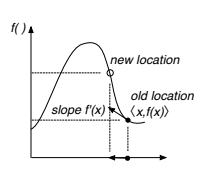 f( )
new location
old location
slope f'(x)
⟨x,f(x)⟩